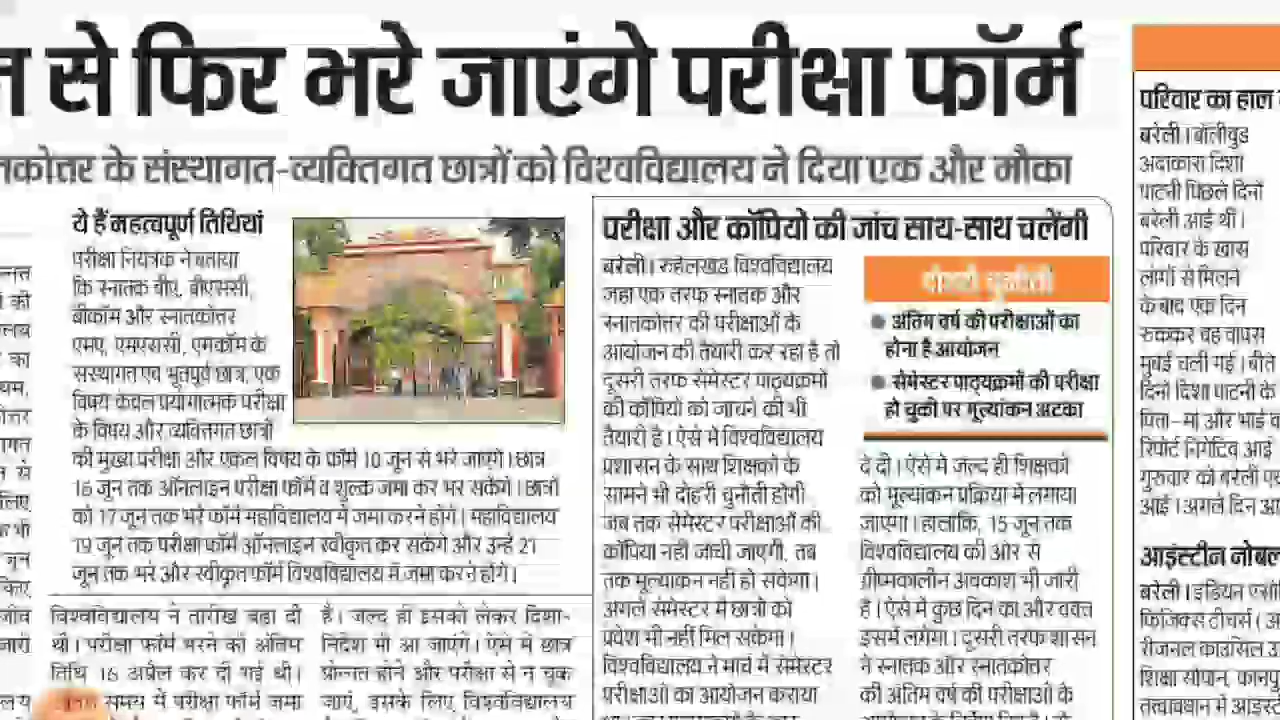 से फिर भरे जाएंगे परीक्षा फॉर्म
के संस्थागत-व्यक्तिगत छात्रों को विश्वविद्यालय ने दिया एक और मौका
ये हैं महत्वपूर्ण तिथियां
परीक्षा नियंत्रक ने बताया
कि स्नातक बीए, बीएससी,
बीकॉम और स्नातकोत्तर
एमए, एमएससी, एमकॉम के
संस्थागत एवं भूतपूर्व छात्र, एक
विषय केवल प्रयोगात्मक परीक्षा
के विषय और व्यक्तिगत छात्रों
की मुख्य परीक्षा और एकल विषय के फॉर्म 10 जून से भरे जाएंगे। छात्र
16 जून तक ऑनलाइन परीक्षा फॉर्म व शुल्क जमा कर भर सकेंगे। छात्रों
को 17 जून तक भरे फॉर्म महाविद्यालय में जमा करने होंगे। महाविद्यालय
19 जून तक परीक्षा फॉर्म ऑनलाइन स्वीकृत कर सकेंगे और उन्हें 21
जून तक भरे और स्वीकृत फॉर्म विश्वविद्यालय में जमा करने होंगे।
विश्वविद्यालय ने तारीख बढ़ा दी
थी। परीक्षा फॉर्म भरने की अंतिम
तिथि 16 अप्रैल कर दी गई थी।
समय में परीक्षा फॉर्म जमा
है। जल्द ही इसको लेकर दिशा-
निर्देश भी आ जाएंगे। ऐसे में छात्र
प्रोन्नत होने और परीक्षा से न चूक
जाएं, इसके लिए विश्वविद्यालय
परीक्षा और कॉपियों की जांच साथ-साथ चलेंगी
बरेली। रुहेलखंड विश्वविद्यालय
जहां एक तरफ स्नातक और
स्नातकोत्तर की परीक्षाओं के
आयोजन की तैयारी कर रहा है तो
दूसरी तरफ सेमेस्टर पाठ्यक्रमों
की कॉपियों को जांचने की भी
तैयारी है। ऐसे में विश्वविद्यालय
प्रशासन के साथ शिक्षकों के
सामने भी दोहरी चुनौती होगी
जब तक सेमेस्टर परीक्षाओं की
कॉपियां नहीं जांची जाएंगी, तब
तक मूल्यांकन नहीं हो सकेगा।
अगले सेमेस्टर में छात्रों को
प्रवेश भी नहीं मिल सकेगा।
विश्वविद्यालय ने मार्च में सेमेस्टर
परीक्षाओं का आयोजन कराया
दोहरी चुनौती
अंतिम वर्ष की परीक्षाओं का
होना है आयोजन
सेमेस्टर पाठ्यक्रमों की परीक्षा
हो चुकी पर मूल्यांकन अटका
दे दी। ऐसे में जल्द ही शिक्षकों
को मूल्यांकन प्रक्रिया में लगाया
जाएगा। हालांकि, 15 जून तक
विश्वविद्यालय की ओर से
ग्रीष्मकालीन अवकाश भी जारी
है। ऐसे में कुछ दिन का और वक्त
इसमें लगेगा। दूसरी तरफ शासन
ने स्नातक और स्नातकोत्तर
की अंतिम वर्ष की परीक्षाओं के
परिवार का हाल
बरेली। बॉलीवुड
अदाकारा दिशा
पाटनी पिछले दिनों
बरेली आई थीं।
परिवार के खास
लोगों से मिलने
के बाद एक दिन
रुककर वह वापस
मुंबई चली गईं। बीते
दिनों दिशा पाटनी के
पिता-मां और भाई
रिपोर्ट निगेटिव आई
गुरुवार को बरेली
आईं। अगले दिन
आइंस्टीन नोबल
बरेली। इंडियन
फिजिक्स टीचर्स
रीजनल काउंसिल
शिक्षा सोपान, कानपुर
तत्वावधान में